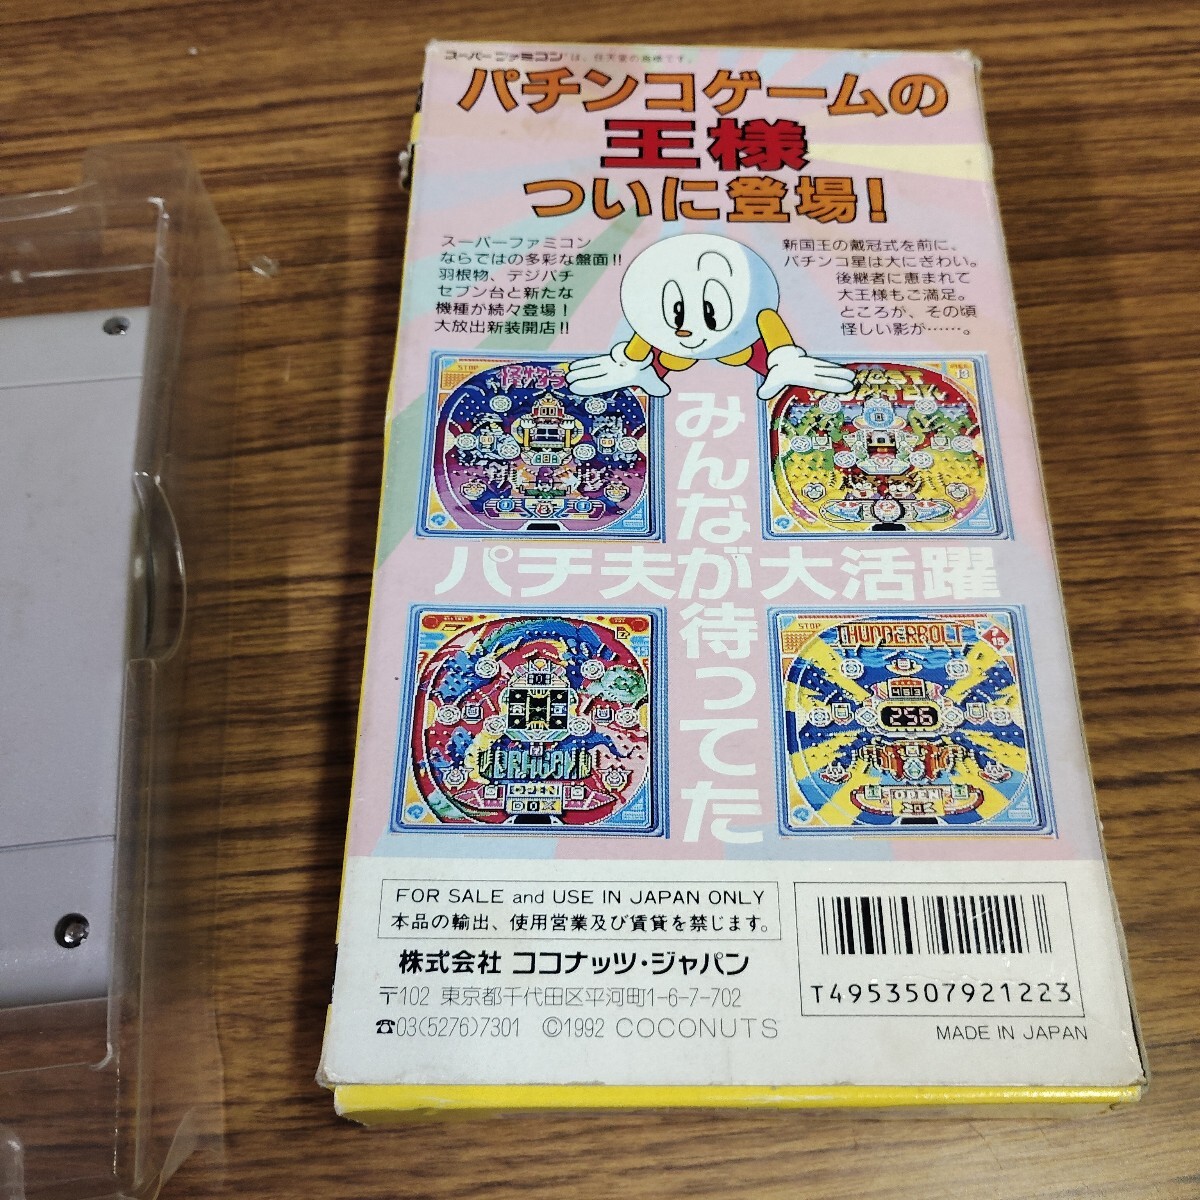 スーパーファミコンは、任天堂の商標です。
パチンコゲームの
王様
ついに登場!
スーパーファミコン
ならではの多彩な盤面!!
羽根物、デジパチ
セブン台と新たな
機種が続々登場!
大放出新装開店!!
新国王の戴冠式を前に、
パチンコ星は大にぎわい。
後継者に恵まれて
大王様もご満足。
ところが、その頃
怪しい影が……。
STOP
みんなが待ってた
パチ夫が大活躍
DRAGON
OPEN
STOP
THUNDERBOLT
7
15
453
256
OPEN
FOR SALE and USE IN JAPAN ONLY
本品の輸出、使用営業及び賃貸を禁じます。
株式会社 ココナッツ・ジャパン
〒102 東京都千代田区平河町1-6-7-702
☎03(5276)7301 ©1992 COCONUTS
T4953507921223
MADE IN JAPAN